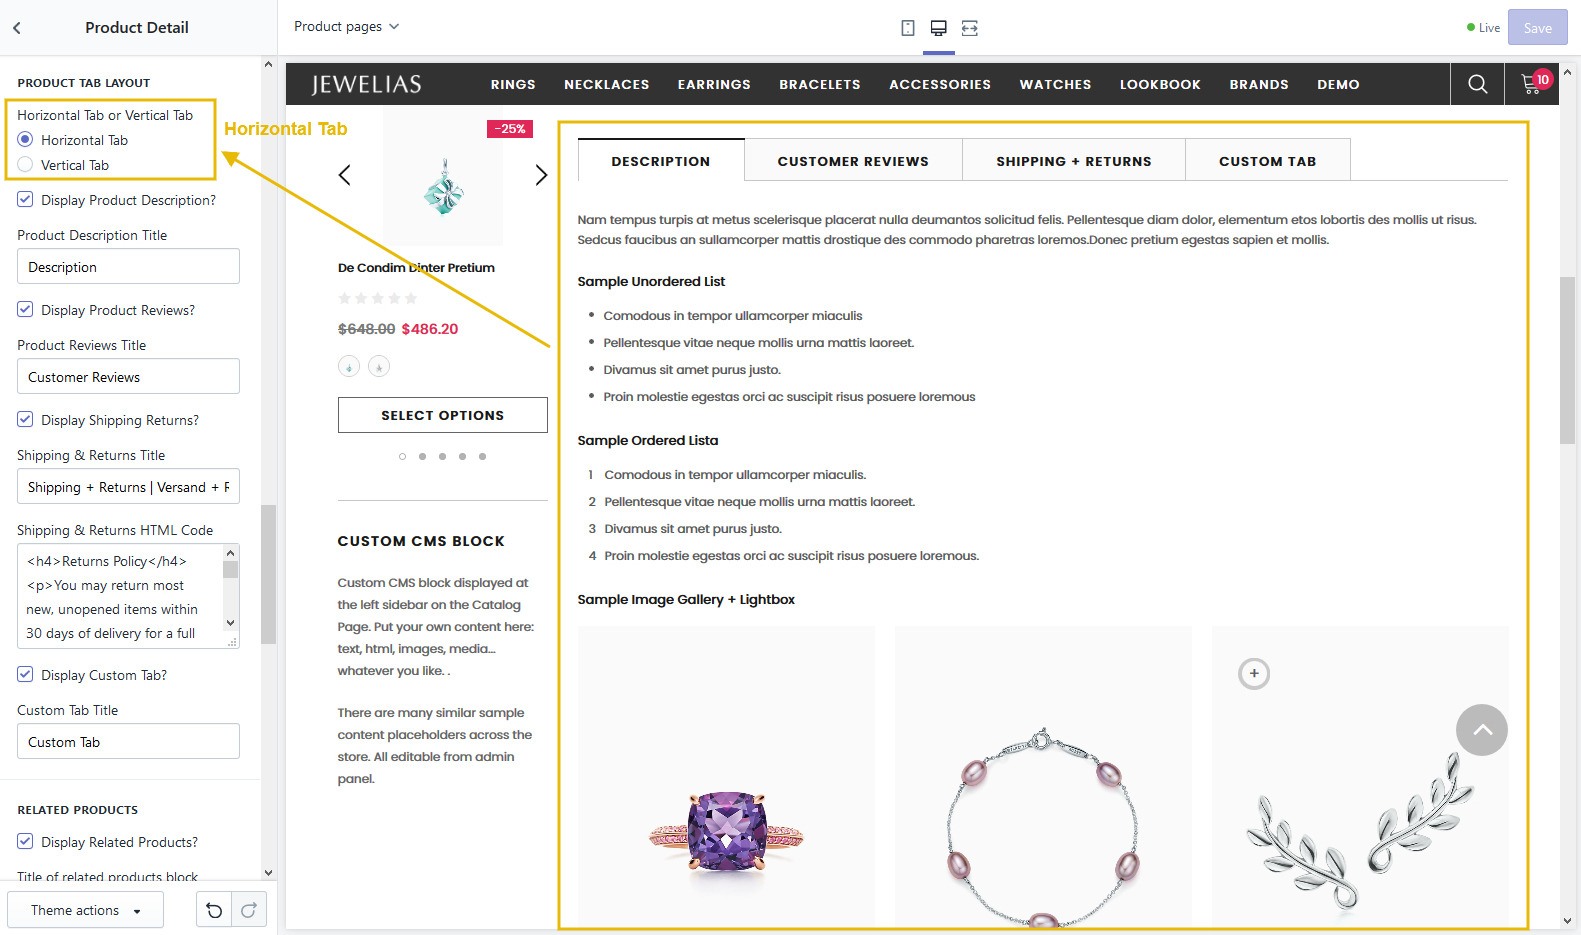 Product Detail
Product pages
Live
Save
PRODUCT TAB LAYOUT
Horizontal Tab or Vertical Tab
Horizontal Tab
Vertical Tab
Display Product Description?
Product Description Title
Description
Display Product Reviews?
Product Reviews Title
Customer Reviews
Display Shipping Returns?
Shipping & Returns Title
Shipping + Returns | Versand + R
Shipping & Returns HTML Code
<h4>Returns Policy</h4>
<p>You may return most
new, unopened items within
30 days of delivery for a full
Display Custom Tab?
Custom Tab Title
Custom Tab
RELATED PRODUCTS
Display Related Products?
Title of related products block
Theme actions
Horizontal Tab
JEWELIAS
RINGS NECKLACES EARRINGS BRACELETS ACCESSORIES WATCHES LOOKBOOK BRANDS DEMO
10
-25%
De Condim Dinter Pretium
$648.00 $486.20
SELECT OPTIONS
CUSTOM CMS BLOCK
Custom CMS block displayed at
the left sidebar on the Catalog
Page. Put your own content here:
text, html, images, media...
whatever you like. .
There are many similar sample
content placeholders across the
store. All editable from admin
panel.
DESCRIPTION CUSTOMER REVIEWS SHIPPING + RETURNS CUSTOM TAB
Nam tempus turpis at metus scelerisque placerat nulla deumantos solicitud felis. Pellentesque diam dolor, elementum etos lobortis des mollis ut risus.
Sedcus faucibus an sullamcorper mattis drostique des commodo pharetras loremos.Donec pretium egestas sapien et mollis.
Sample Unordered List
• Comodous in tempor ullamcorper miaculis
• Pellentesque vitae neque mollis urna mattis laoreet.
• Divamus sit amet purus justo.
• Proin molestie egestas orci ac suscipit risus posuere loremous
Sample Ordered Lista
1 Comodous in tempor ullamcorper miaculis.
2 Pellentesque vitae neque mollis urna mattis laoreet.
3 Divamus sit amet purus justo.
4 Proin molestie egestas orci ac suscipit risus posuere loremous.
Sample Image Gallery + Lightbox